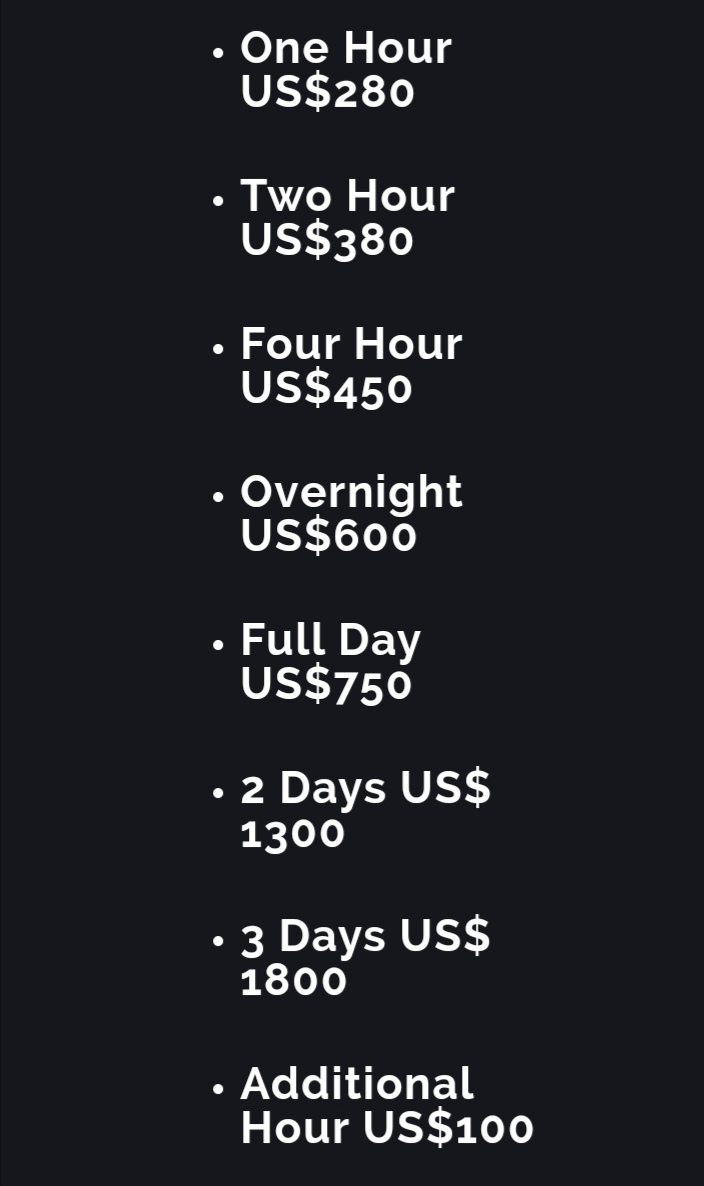 • One Hour
US$280
• Two Hour
US$380
• Four Hour
US$450
• Overnight
US$600
• Full Day
US$750
• 2 Days US$
1300
• 3 Days US$
1800
• Additional
Hour US$100